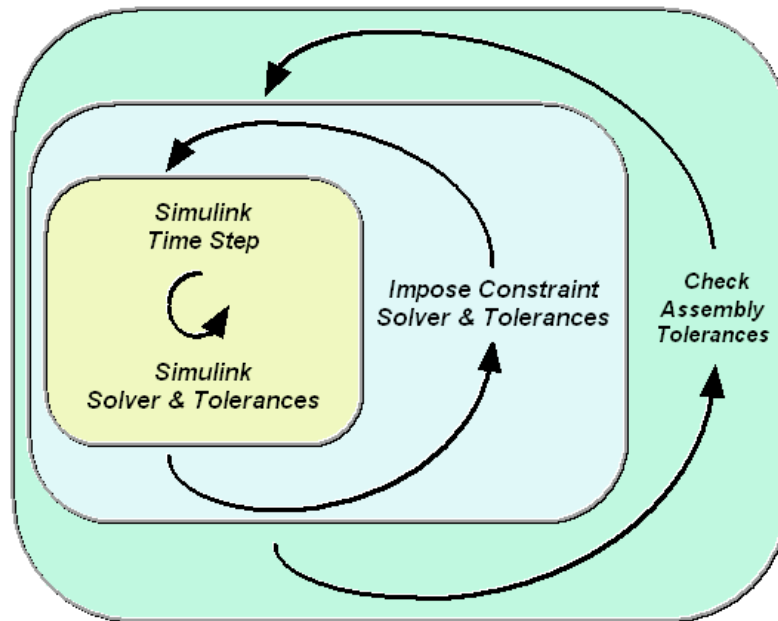 Simulink
Time Step
Simulink
Solver & Tolerances
Impose Constraint
Solver & Tolerances
Check
Assembly
Tolerances